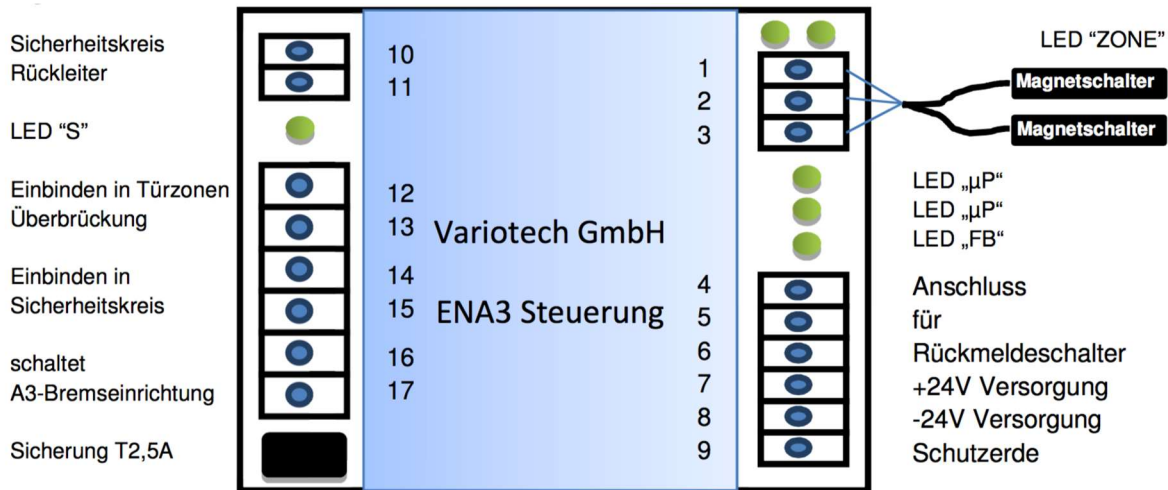 Sicherheitskreis
Rückleiter
LED "S"
Einbinden in Türzonen
Überbrückung
Einbinden in
Sicherheitskreis
schaltet
A3-Bremseinrichtung
Sicherung T2,5A
10
11
12
13
14
15
16
17
Variotech GmbH
ENA3 Steuerung
1
2
3
4
5
6
7
8
9
LED "ZONE"
Magnetschalter
Magnetschalter
LED „µP“
LED „µP“
LED „FB“
Anschluss
für
Rückmeldeschalter
+24V Versorgung
-24V Versorgung
Schutzerde